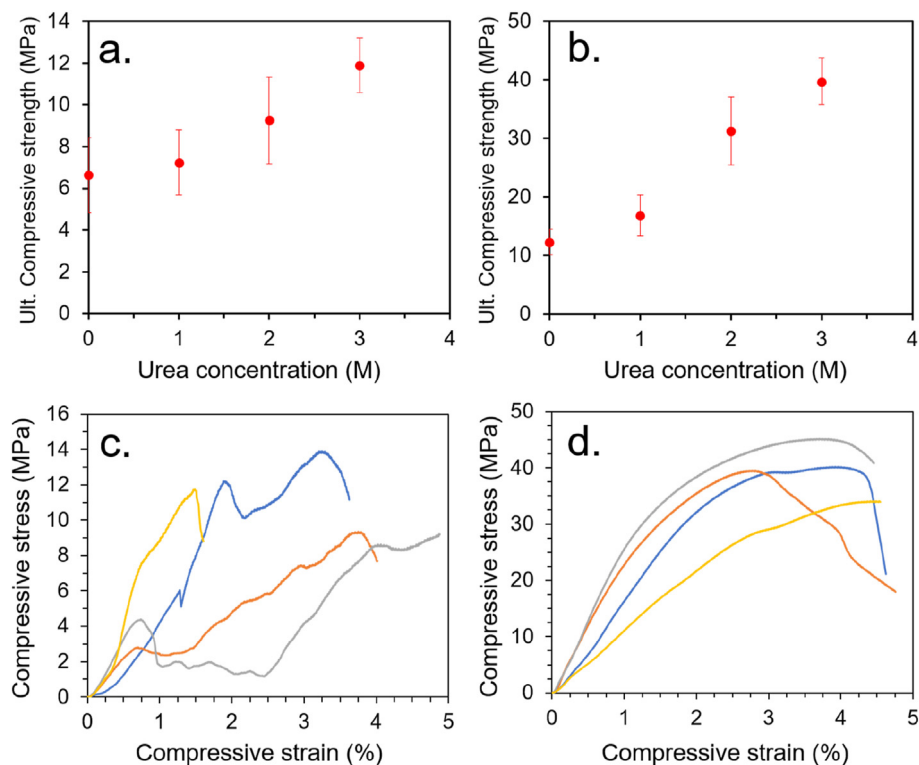 a.
Ult. Compressive strength (MPa)
14
12
10
8
6
4
2
0
0 1 2 3 4
Urea concentration (M)
b.
Ult. Compressive strength (MPa)
50
40
30
20
10
0
0 1 2 3 4
Urea concentration (M)
c.
Compressive stress (MPa)
16
14
12
10
8
6
4
2
0
0 1 2 3 4 5
Compressive strain (%)
d.
Compressive stress (MPa)
50
40
30
20
10
0
0 1 2 3 4 5
Compressive strain (%)